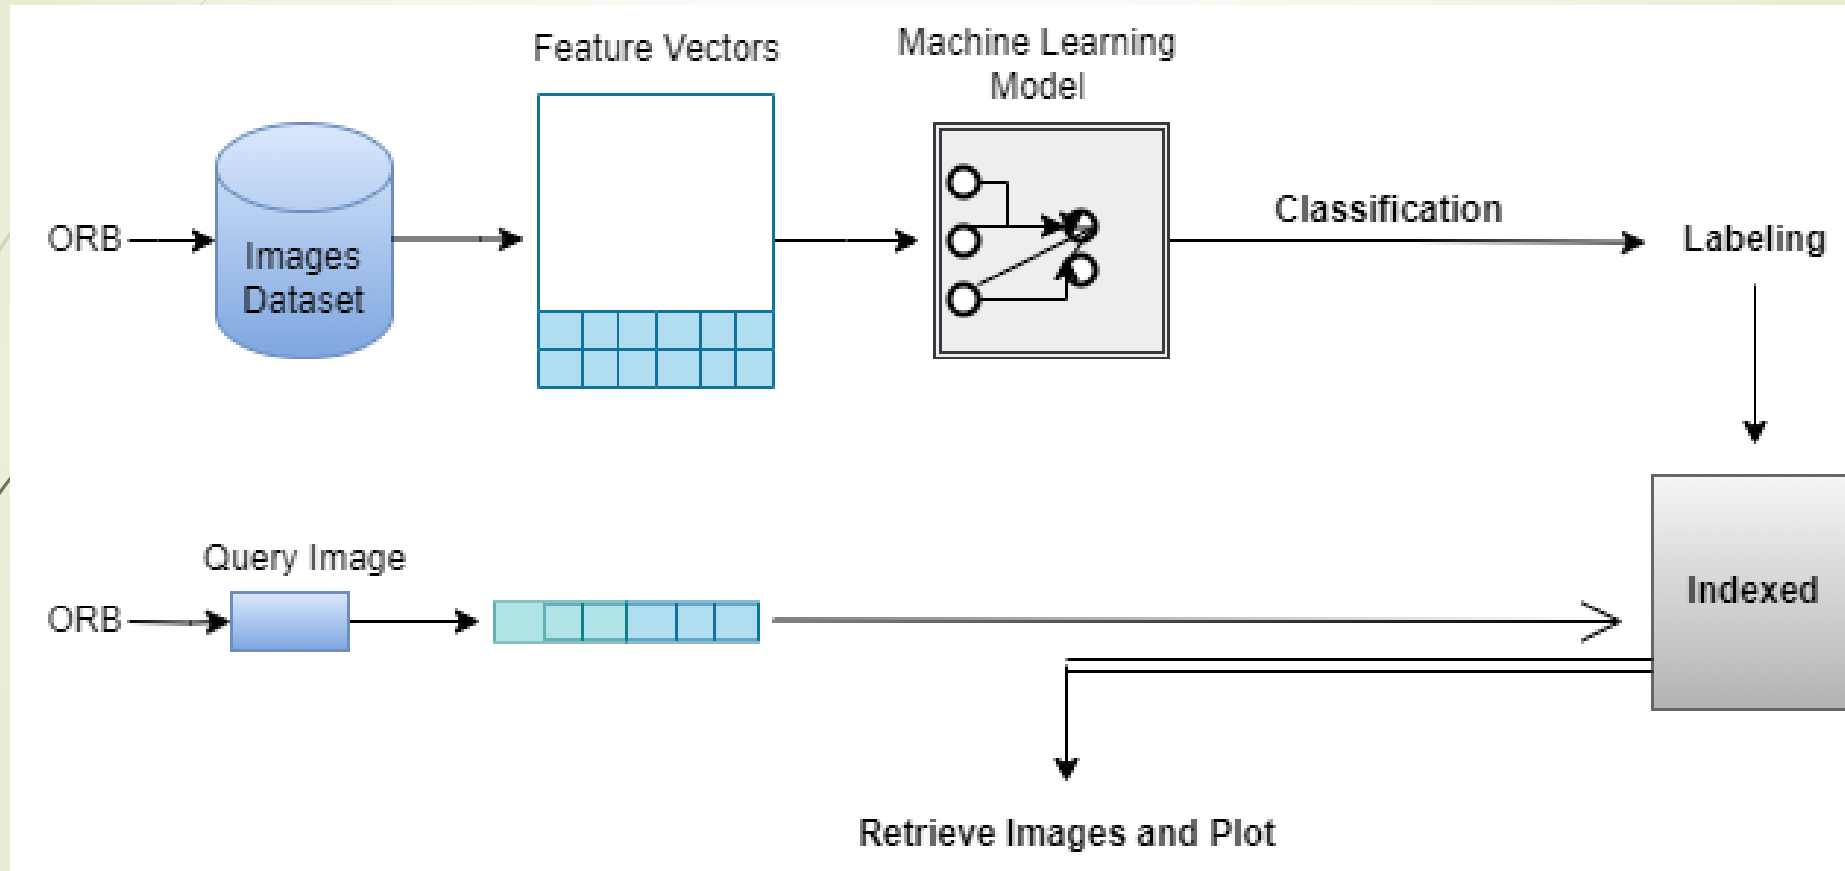 Feature Vectors
Machine Learning
Model
ORB
Images
Dataset
Classification
Labeling
Query Image
ORB
Indexed
Retrieve Images and Plot